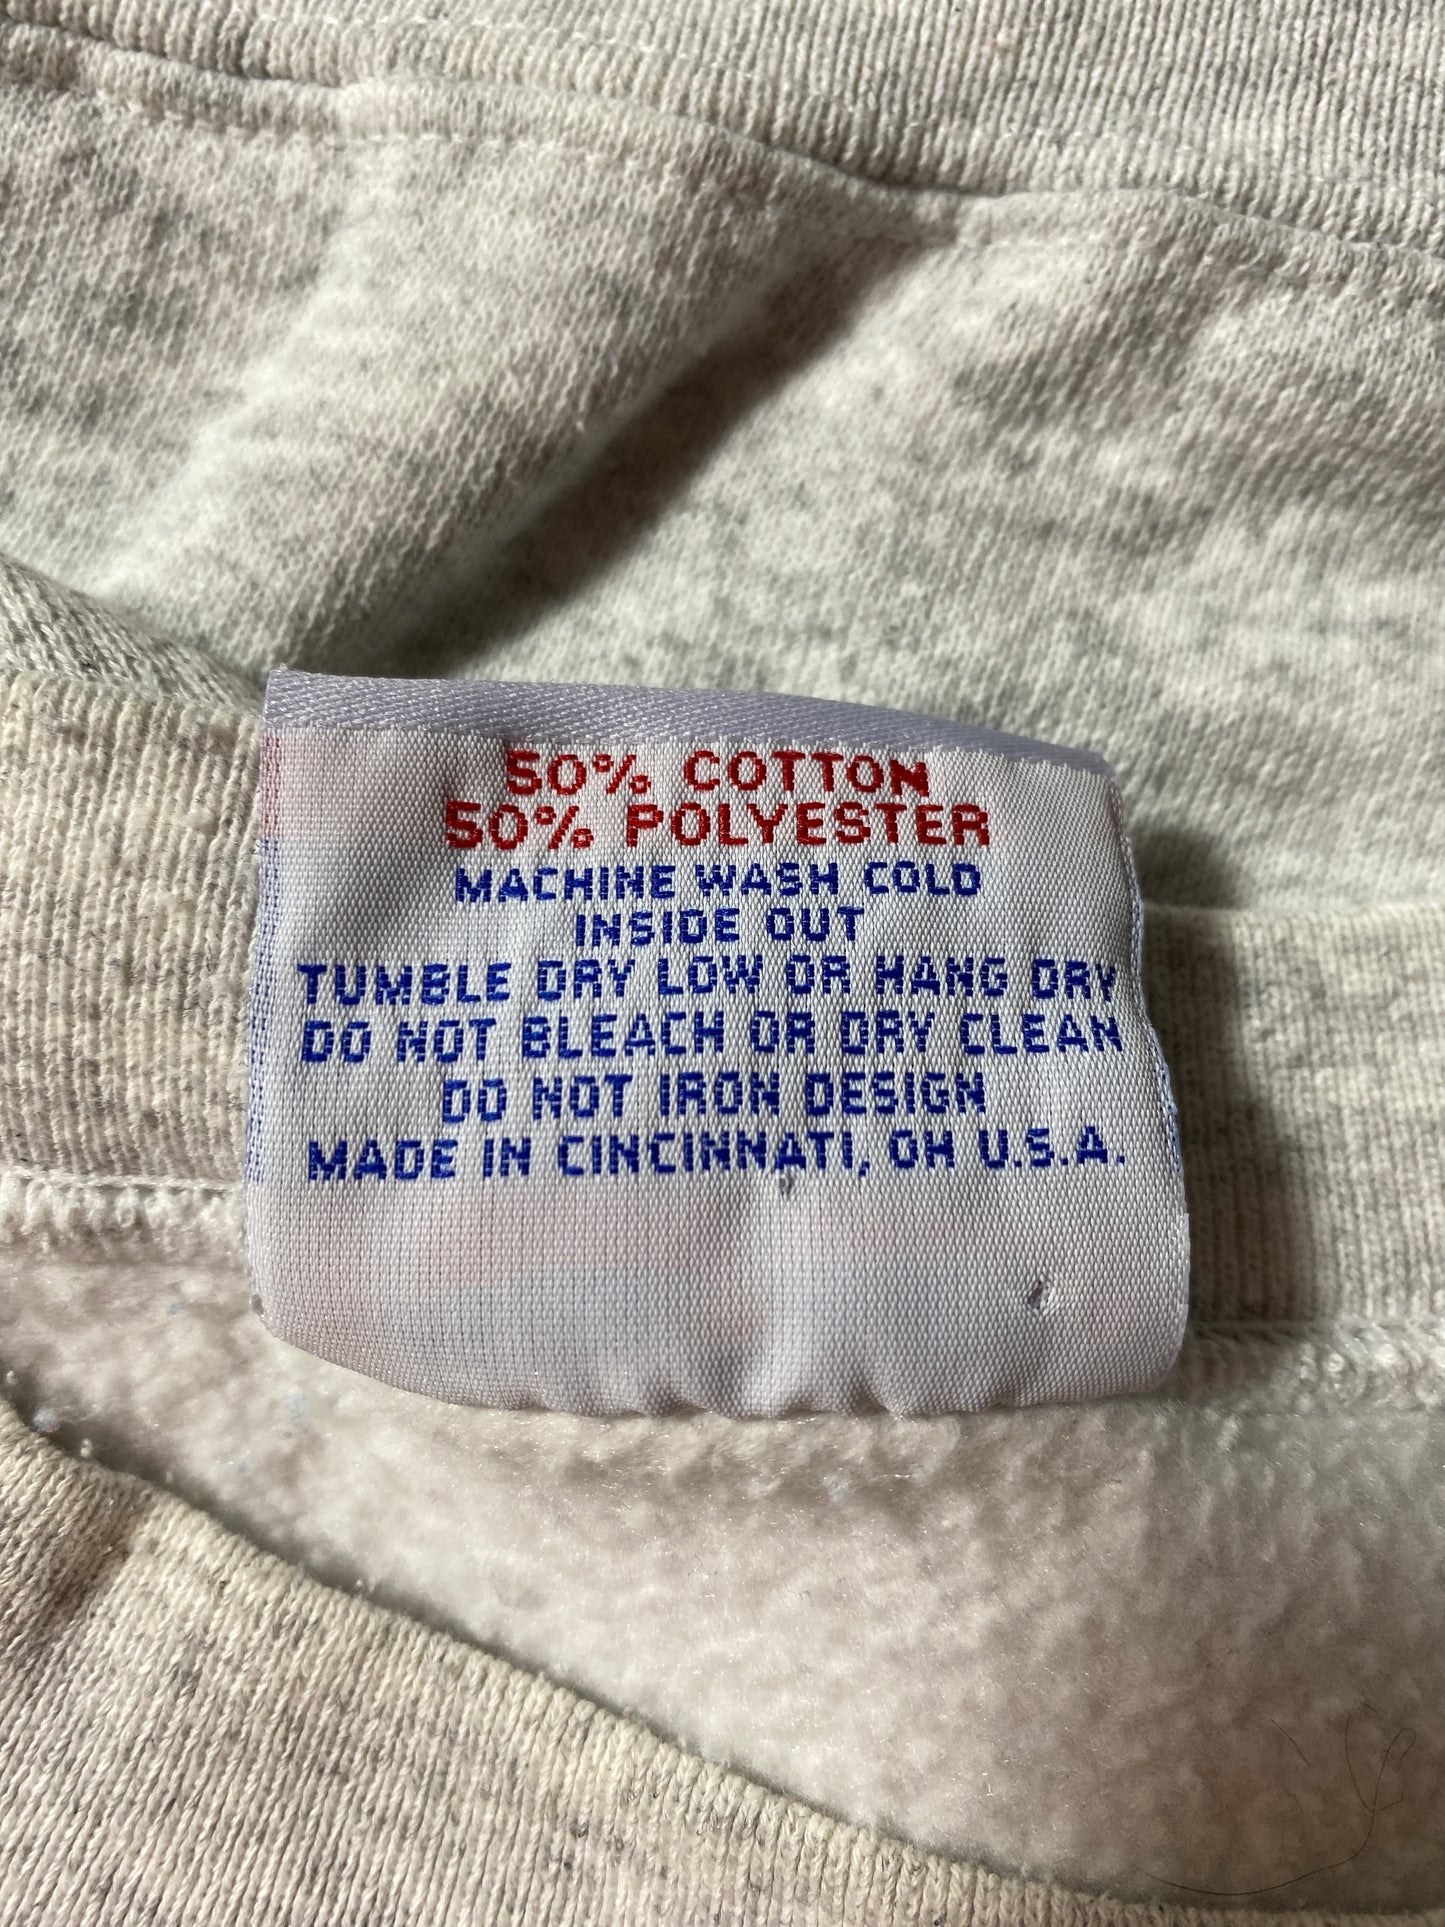 50% COTTON
50% POLYESTER
MACHINE WASH COLD
INSIDE OUT
TUMBLE DRY LOW OR HANG DRY
DO NOT BLEACH OR DRY CLEAN
DO NOT IRON DESIGN
MADE IN CINCINNATI, OH U.S.A.